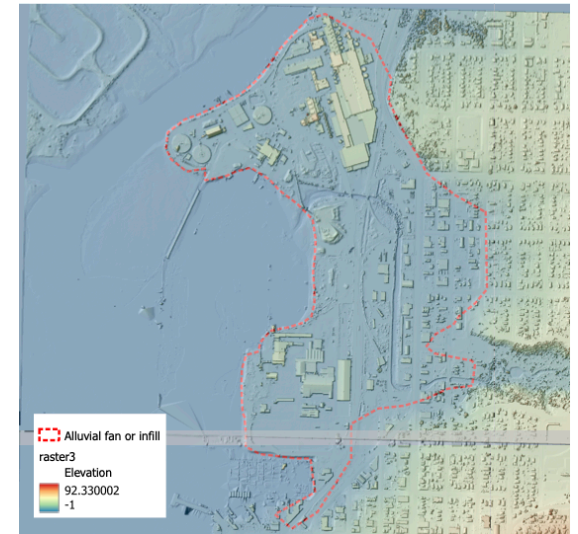 Alluvial fan or infill
raster3
Elevation
92.330002
-1